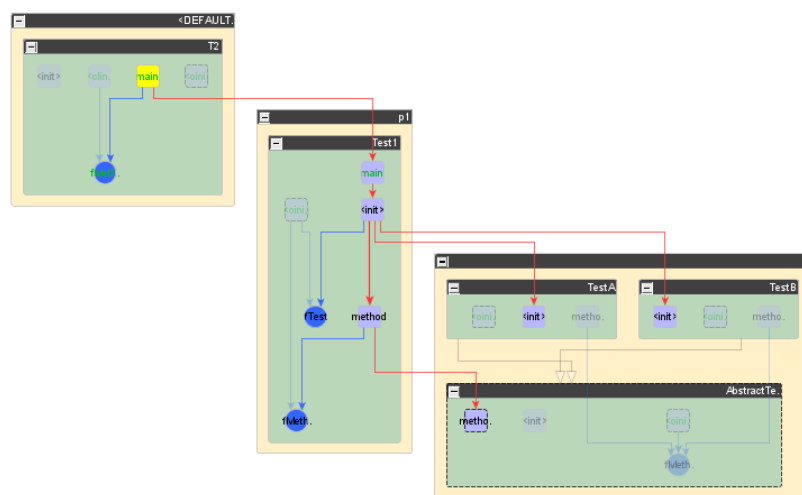 <DEFAULT.
T2
<init> <clin. main <oini
p1
Test1
main
<oini <init>
fTest method
fMeth.
TestA TestB
<oini <init> metho. <init> <oini metho.
AbstractTe.
metho. <init> <oini
fMeth.